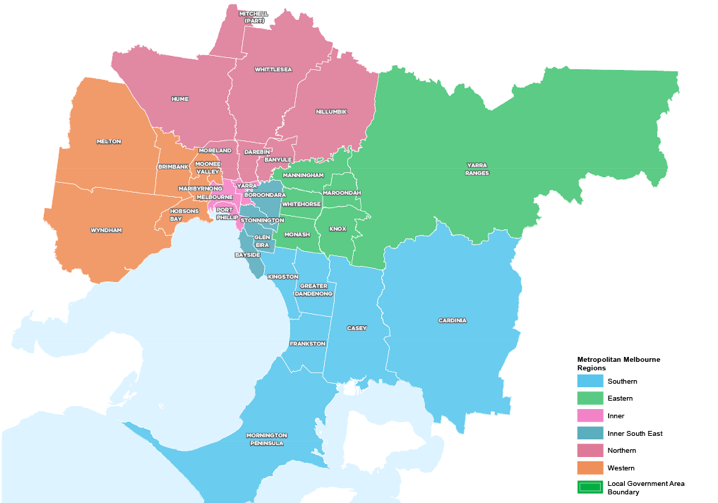 MITCHELL
(PART)
WHITTLESEA
HUME
NILLUMBIK
MELTON
MORELAND
DAREBIN
BANYULE
BRIMBANK
MOONEE
VALLEY
YARRA
RANGES
MANNINGHAM
MARIBYRNONG
YARRA
MAROONDAH
MELBOURNE
BOROONDARA
WHITEHORSE
HOBSONS
BAY
PORT
PHILLIP
STONNINGTON
WYNDHAM
MONASH
KNOX
GLEN
EIRA
BAYSIDE
KINGSTON
GREATER
DANDENONG
CARDINIA
CASEY
FRANKSTON
MORNINGTON
PENINSULA
Metropolitan Melbourne
Regions
Southern
Eastern
Inner
Inner South East
Northern
Western
Local Government Area
Boundary